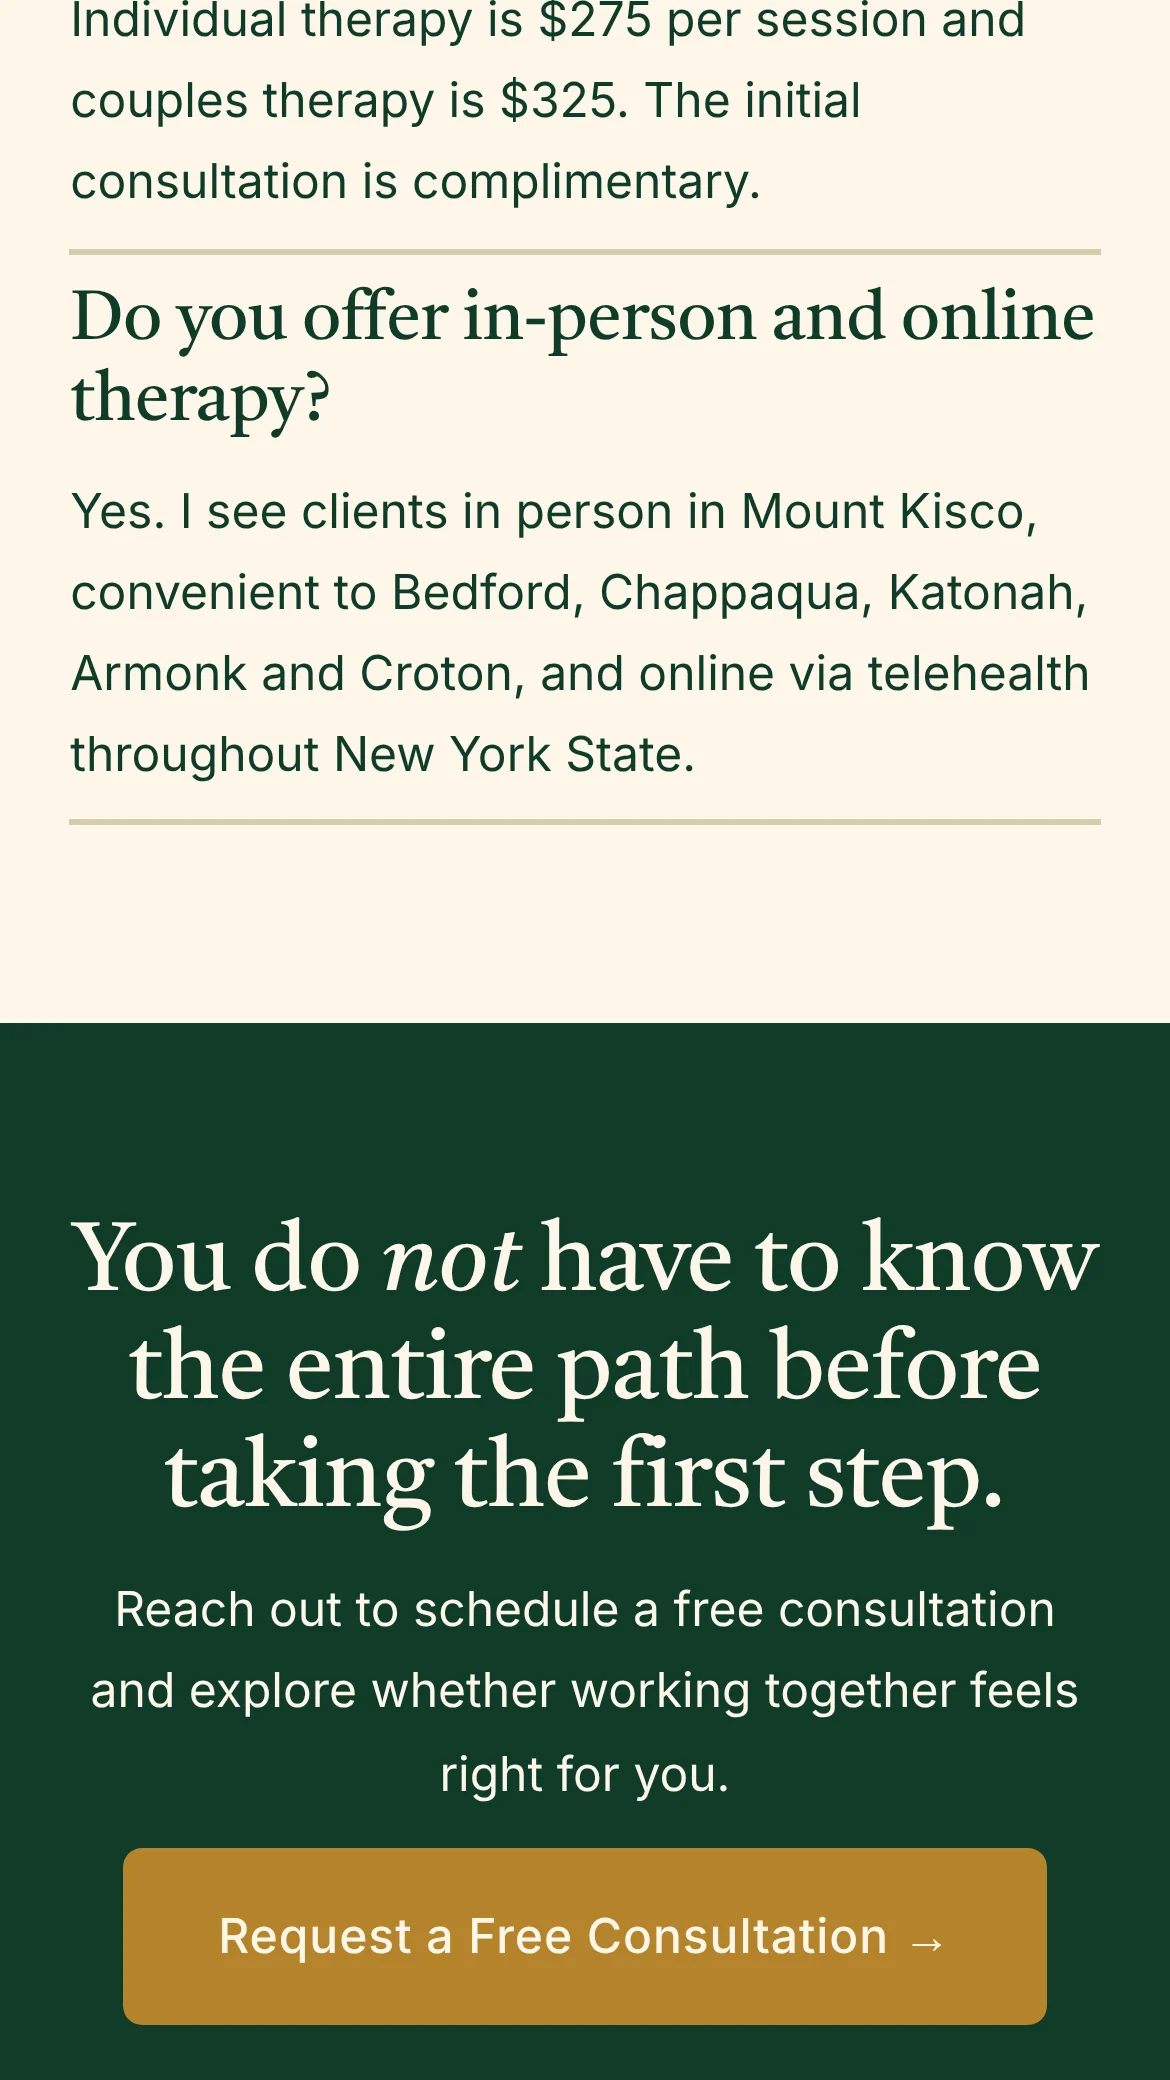 Individual therapy is $275 per session and
couples therapy is $325. The initial
consultation is complimentary.
Do you offer in-person and online
therapy?
Yes. I see clients in person in Mount Kisco,
convenient to Bedford, Chappaqua, Katonah,
Armonk and Croton, and online via telehealth
throughout New York State.
You do not have to know
the entire path before
taking the first step.
Reach out to schedule a free consultation
and explore whether working together feels
right for you.
Request a Free Consultation →